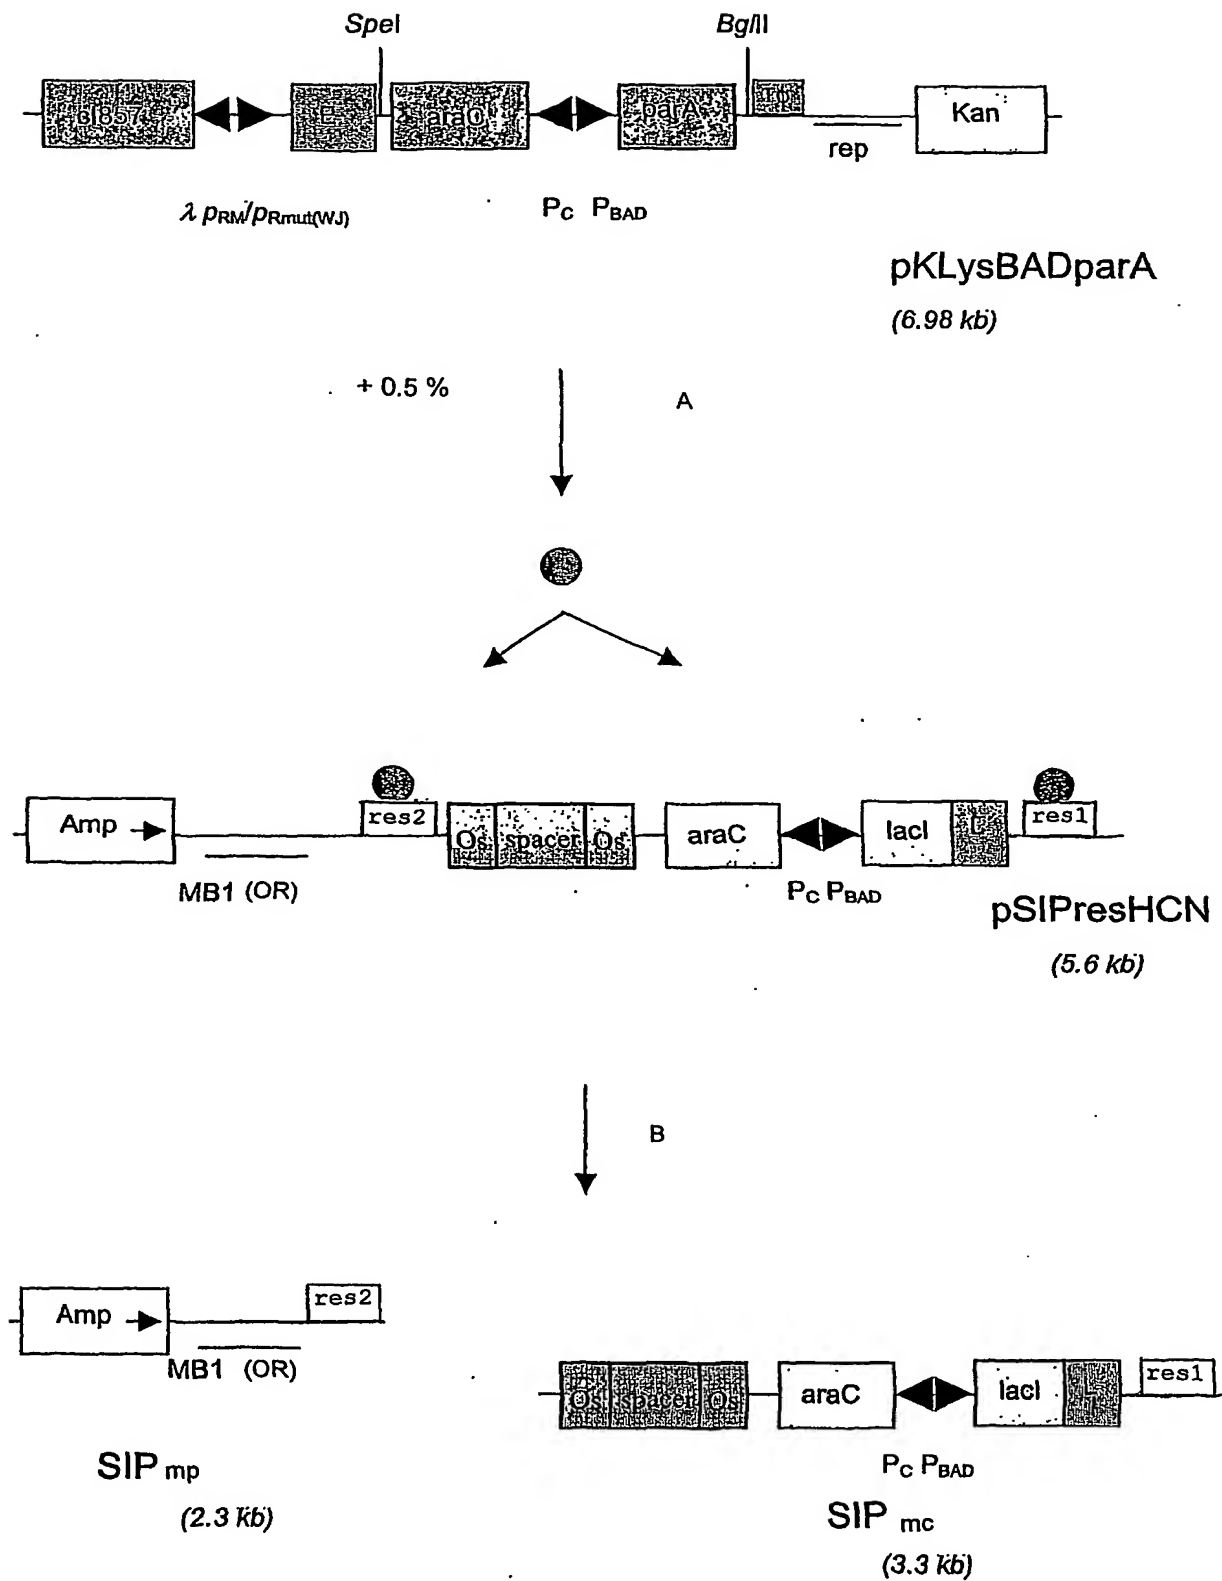 SpeI BglII
cI857 E araC parA T1 Kan
rep
λ pRM/pRmut(WJ) PC PBAD
pKLysBADparA
(6.98 kb)
+ 0.5 % A
Amp res2 Os spacer Os araC lacI L res1
MB1 (OR) PC PBAD
pSIPresHCN
(5.6 kb)
B
Amp res2
MB1 (OR)
Os spacer Os araC lacI L res1
PC PBAD
SIP mp
(2.3 kb)
SIP mc
(3.3 kb)